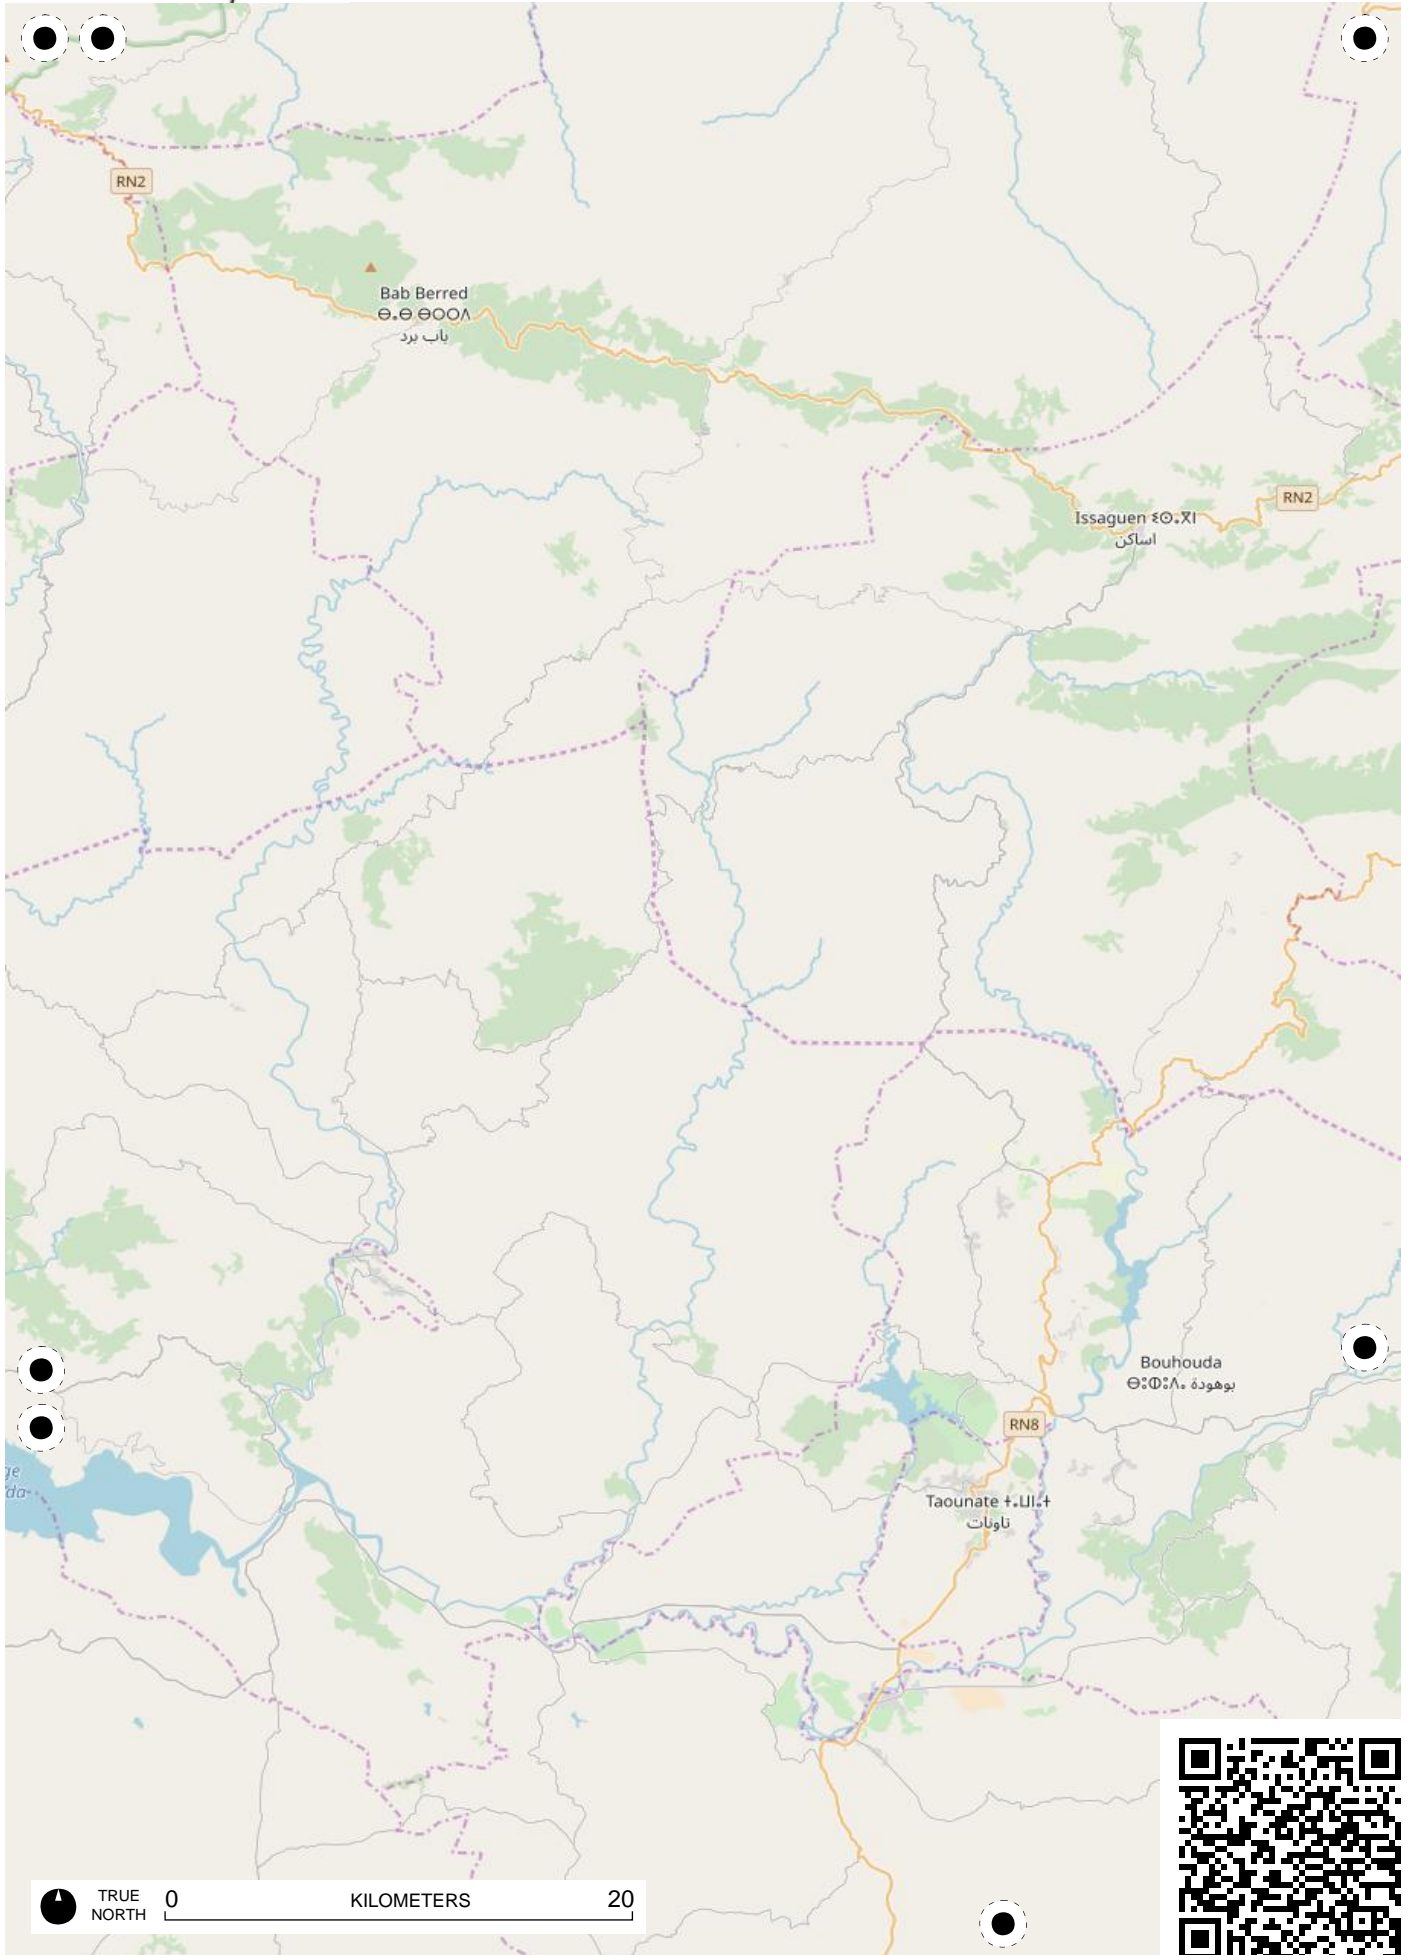 RN2
Bab Berred
ⴱⴰⴱ ⴱⵔⵔⴷ
باب برد
RN2
Issaguen ⵉⵙⴰⴳⵏ
اساكن
Bouhouda
ⴱⵓⵀⵓⴷⴰ بوهودة
RN8
Taounate ⵜⴰⵡⵏⴰⵜ
تاونات
TRUE
NORTH
0 KILOMETERS 20